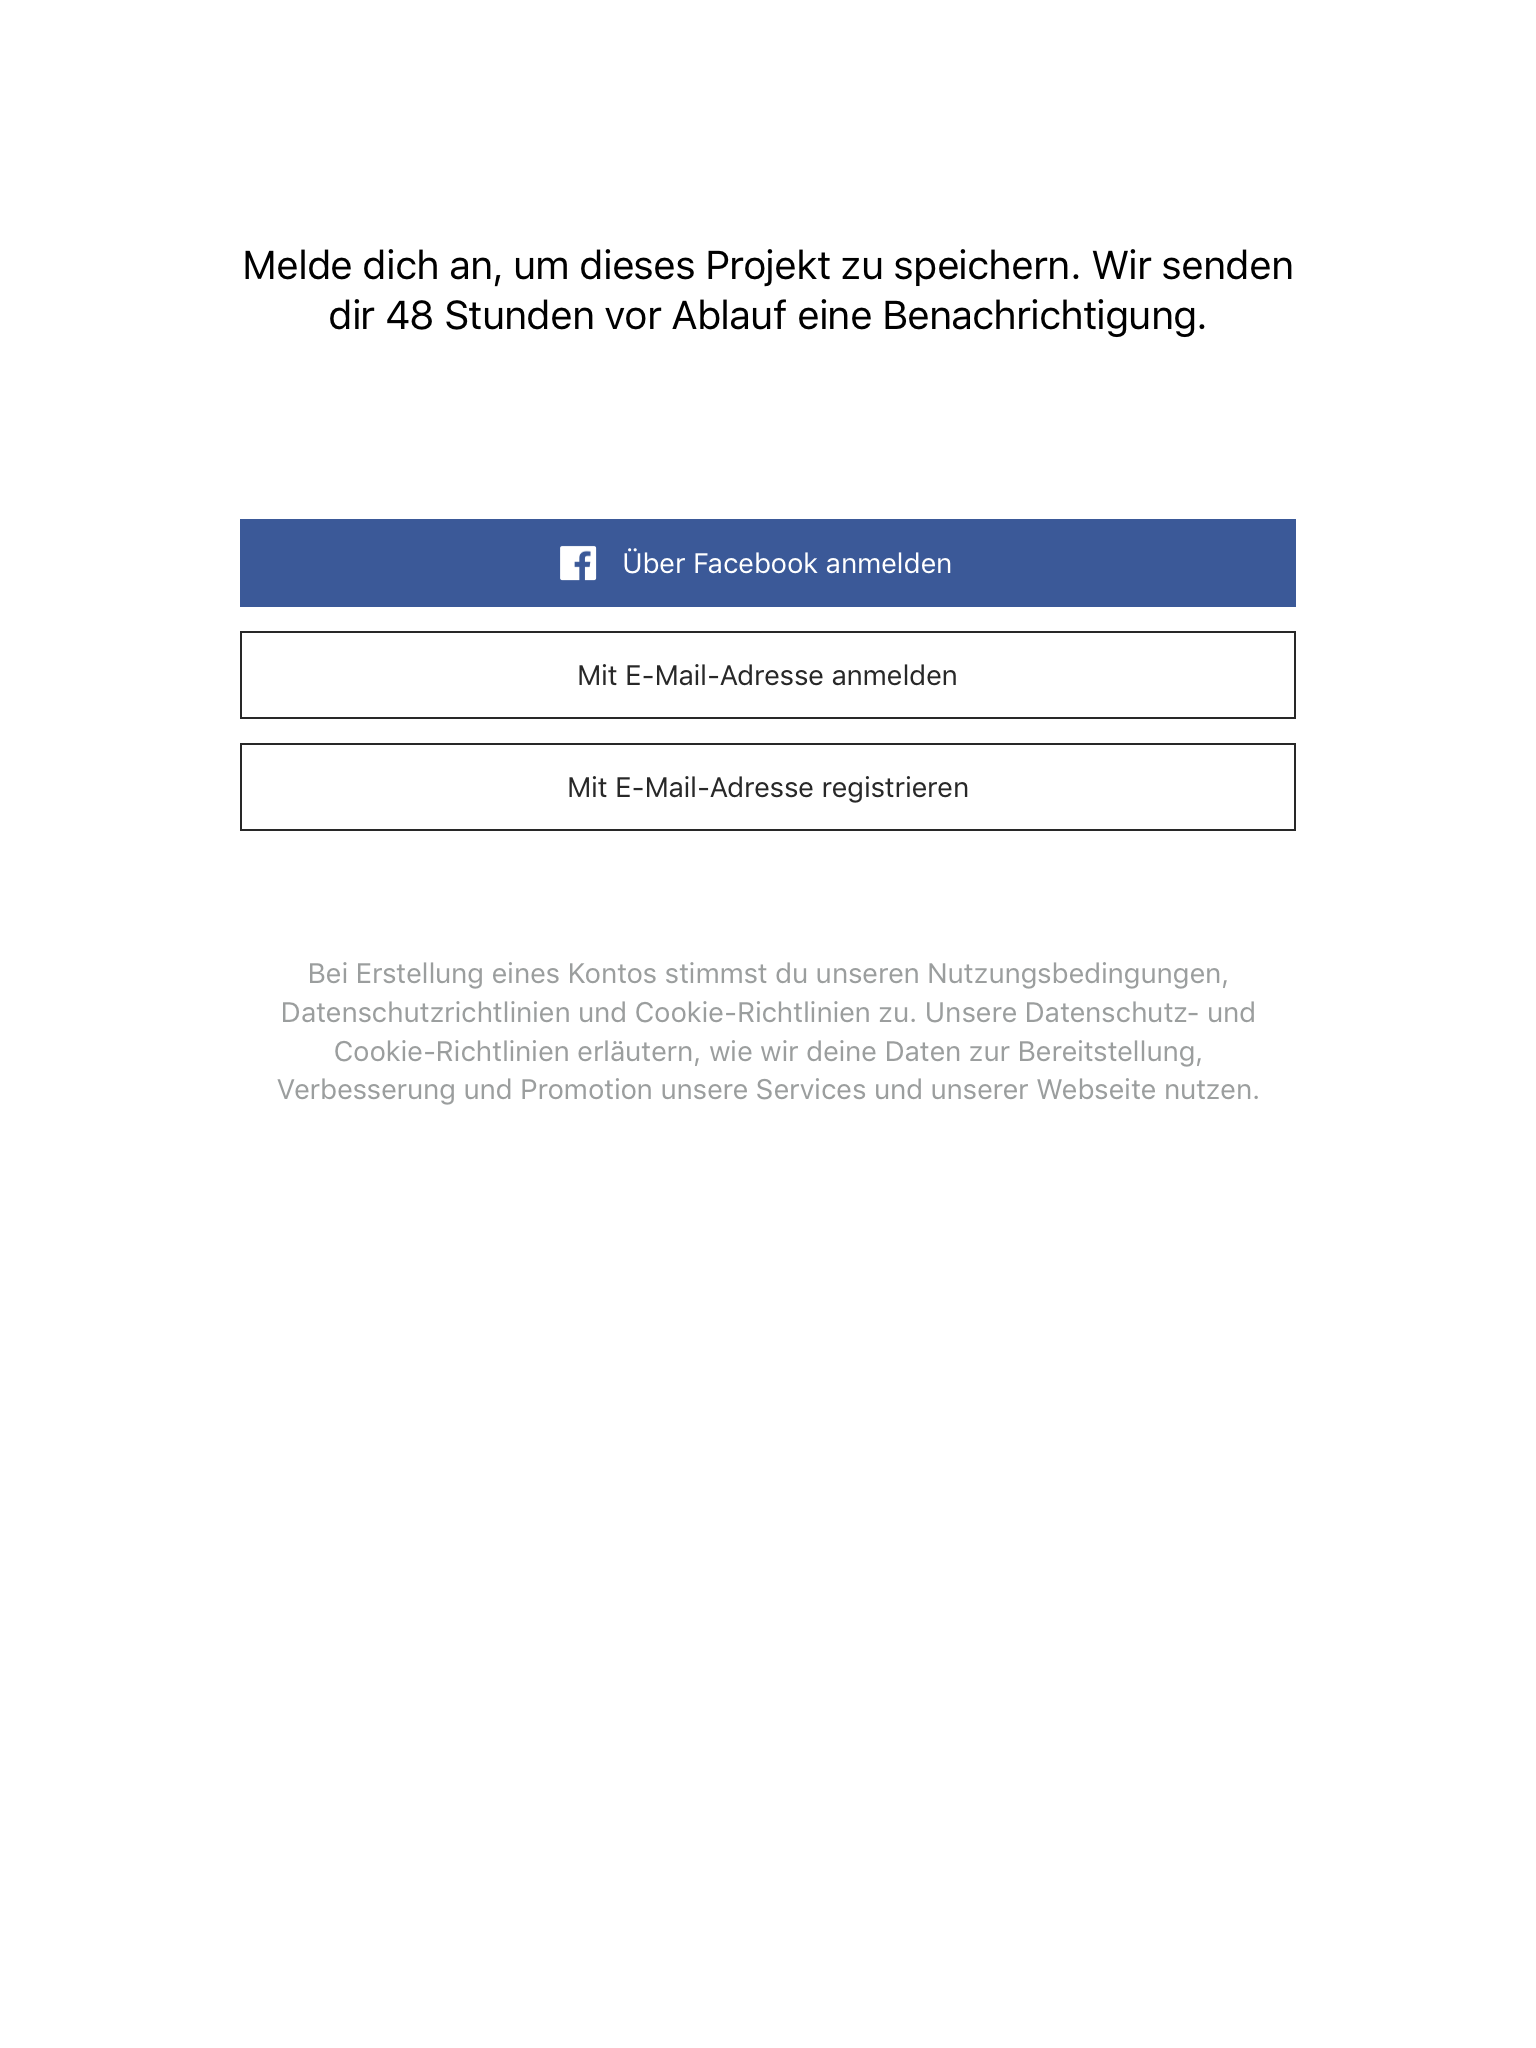 Melde dich an, um dieses Projekt zu speichern. Wir senden
dir 48 Stunden vor Ablauf eine Benachrichtigung.
Über Facebook anmelden
Mit E-Mail-Adresse anmelden
Mit E-Mail-Adresse registrieren
Bei Erstellung eines Kontos stimmst du unseren Nutzungsbedingungen,
Datenschutzrichtlinien und Cookie-Richtlinien zu. Unsere Datenschutz- und
Cookie-Richtlinien erläutern, wie wir deine Daten zur Bereitstellung,
Verbesserung und Promotion unsere Services und unserer Webseite nutzen.